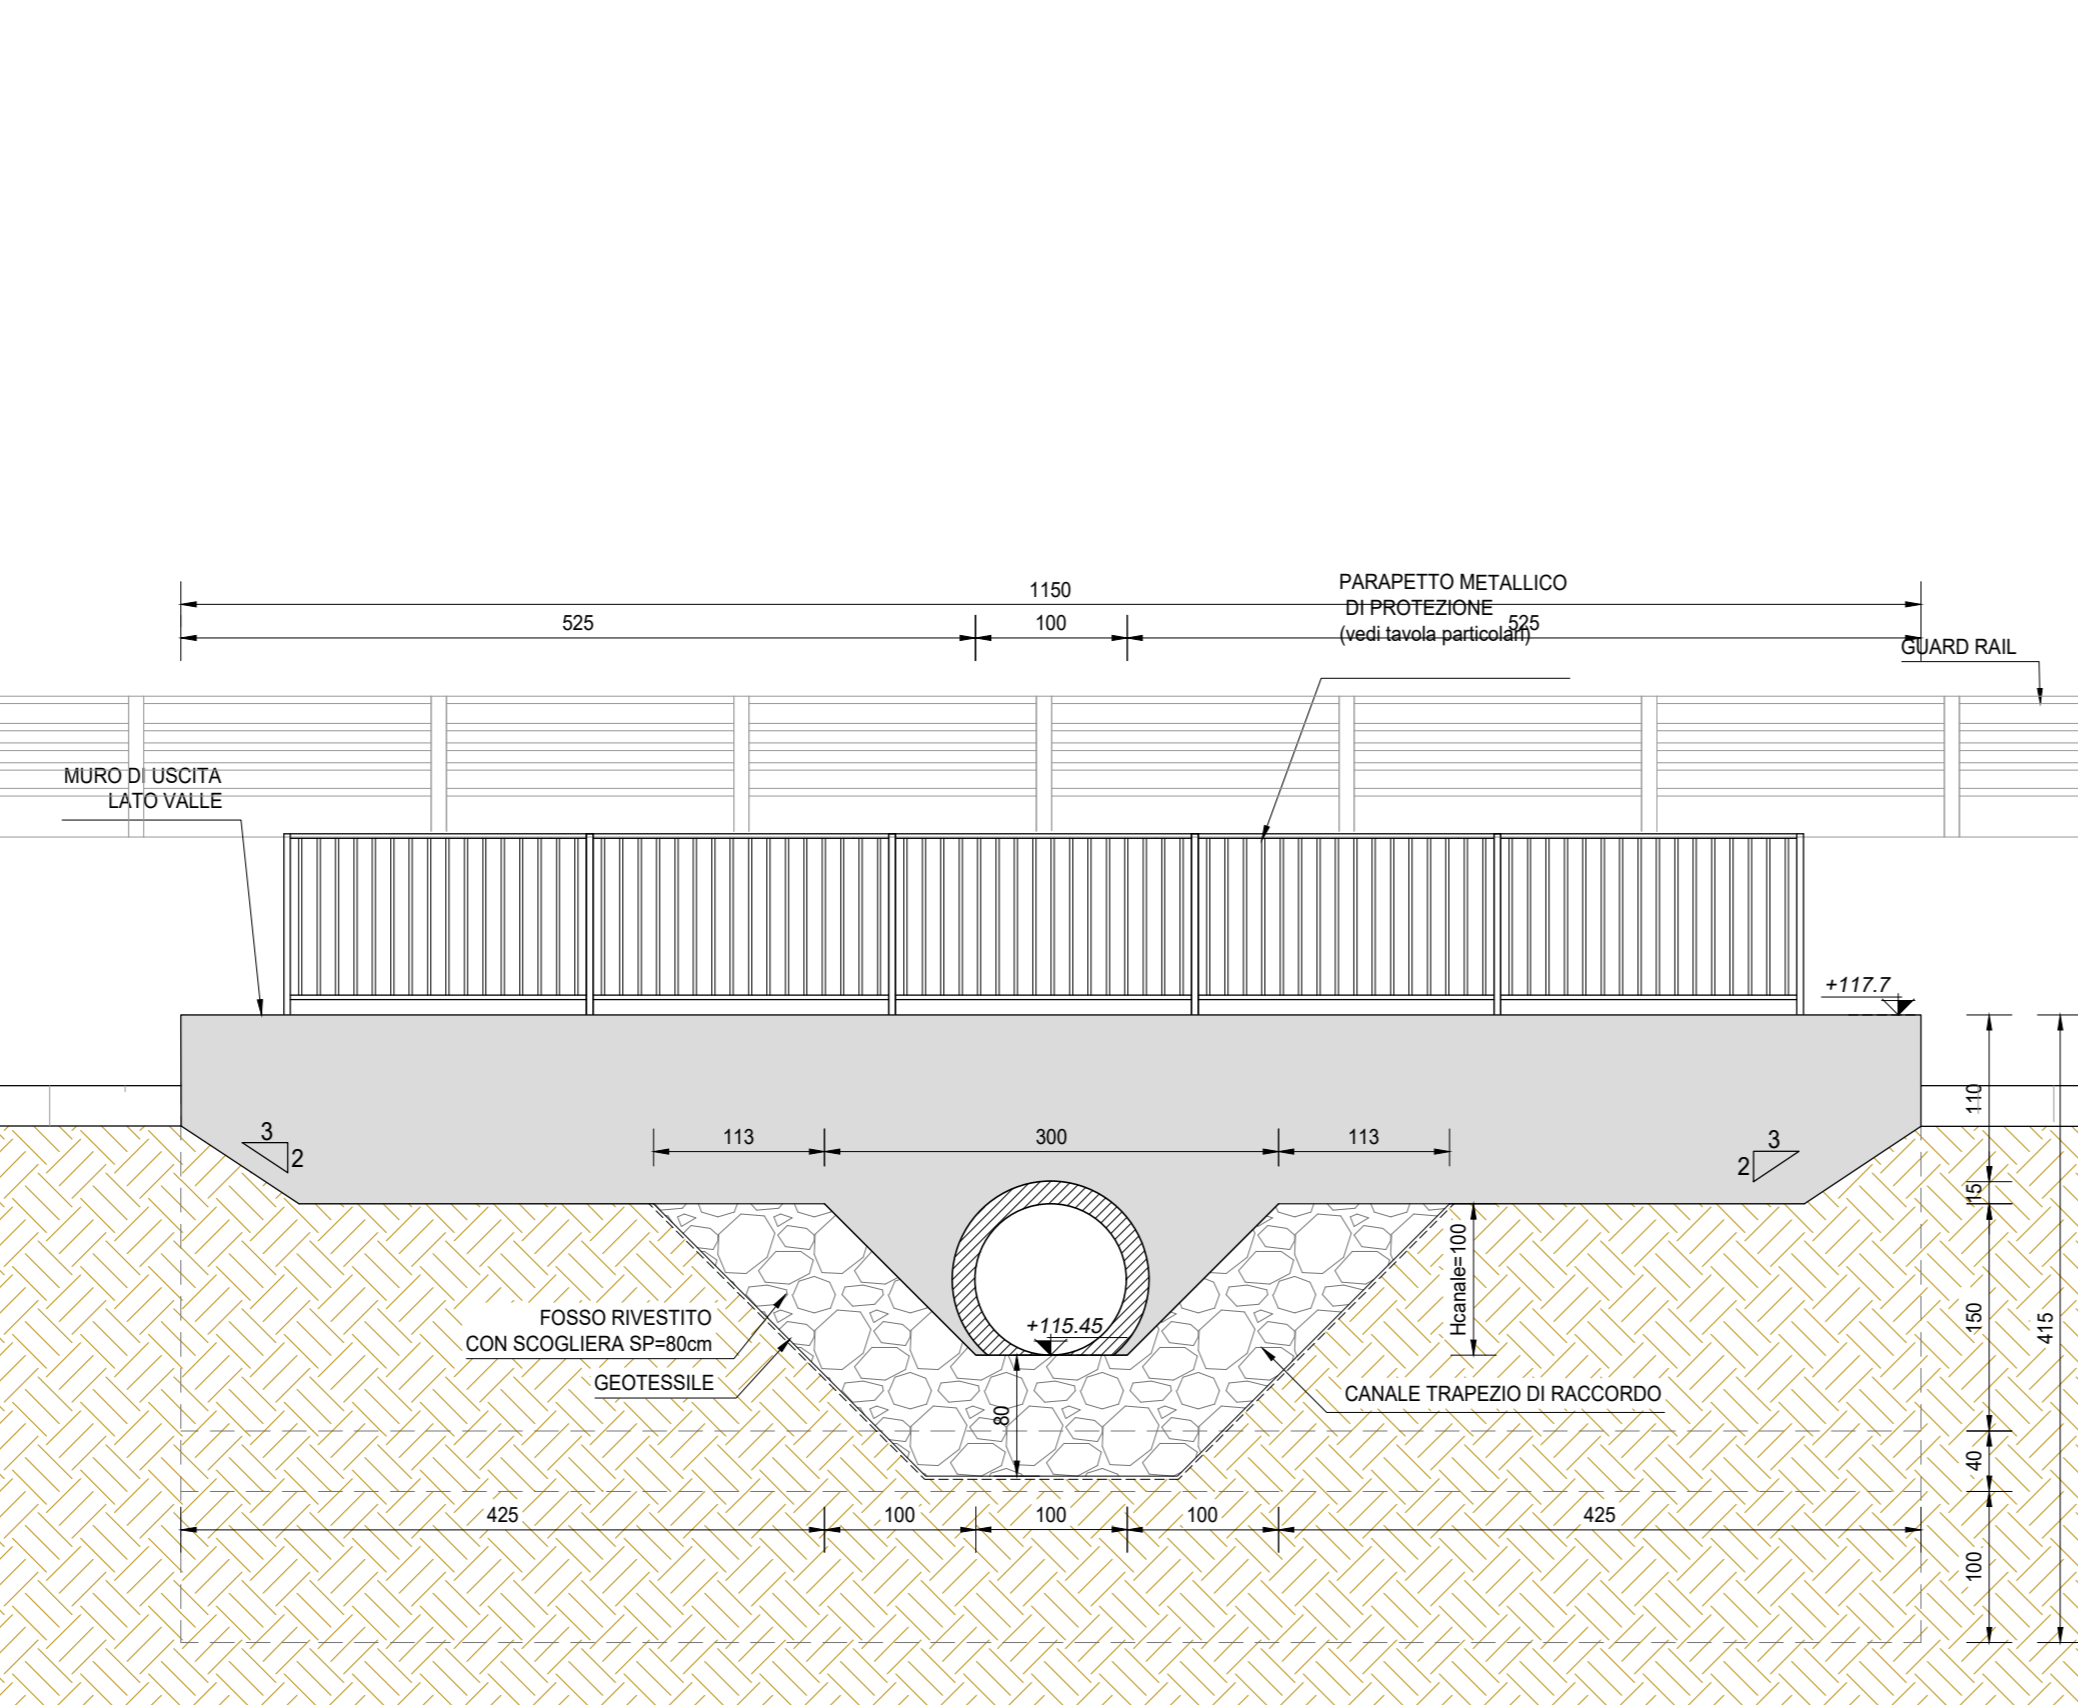 1150
525
100
525
PARAPETTO METALLICO
DI PROTEZIONE
(vedi tavola particolari)
GUARD RAIL
MURO DI USCITA
LATO VALLE
+117.7
110
15
150
40
100
415
3
2
3
2
113
300
113
Hcanale=100
+115.45
FOSSO RIVESTITO
CON SCOGLIERA SP=80cm
GEOTESSILE
CANALE TRAPEZIO DI RACCORDO
80
425
100
100
100
425